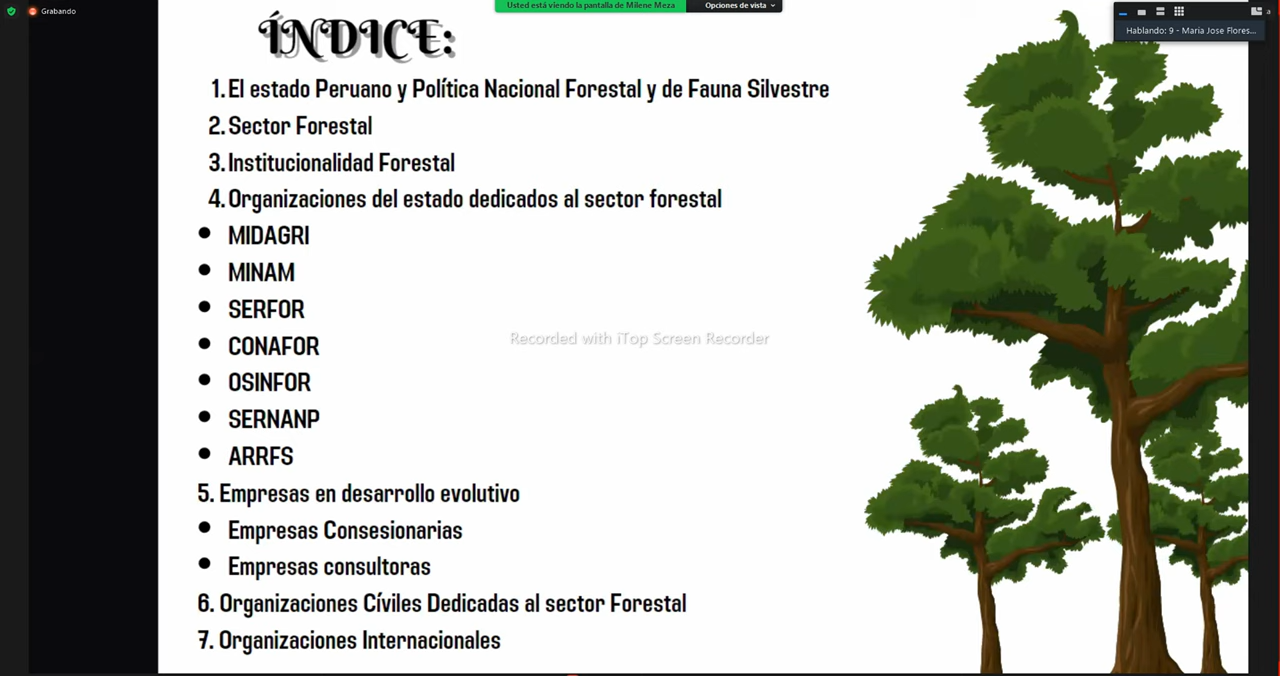 Grabando
Usted está viendo la pantalla de Milene Meza
Opciones de vista
Hablando: 9 - Maria Jose Flores...
ÍNDICE:
1. El estado Peruano y Política Nacional Forestal y de Fauna Silvestre
2. Sector Forestal
3. Institucionalidad Forestal
4. Organizaciones del estado dedicados al sector forestal
• MIDAGRI
• MINAM
• SERFOR
• CONAFOR
• OSINFOR
• SERNANP
• ARRFS
5. Empresas en desarrollo evolutivo
• Empresas Consesionarias
• Empresas consultoras
6. Organizaciones Cíviles Dedicadas al sector Forestal
7. Organizaciones Internacionales
Recorded with iTop Screen Recorder